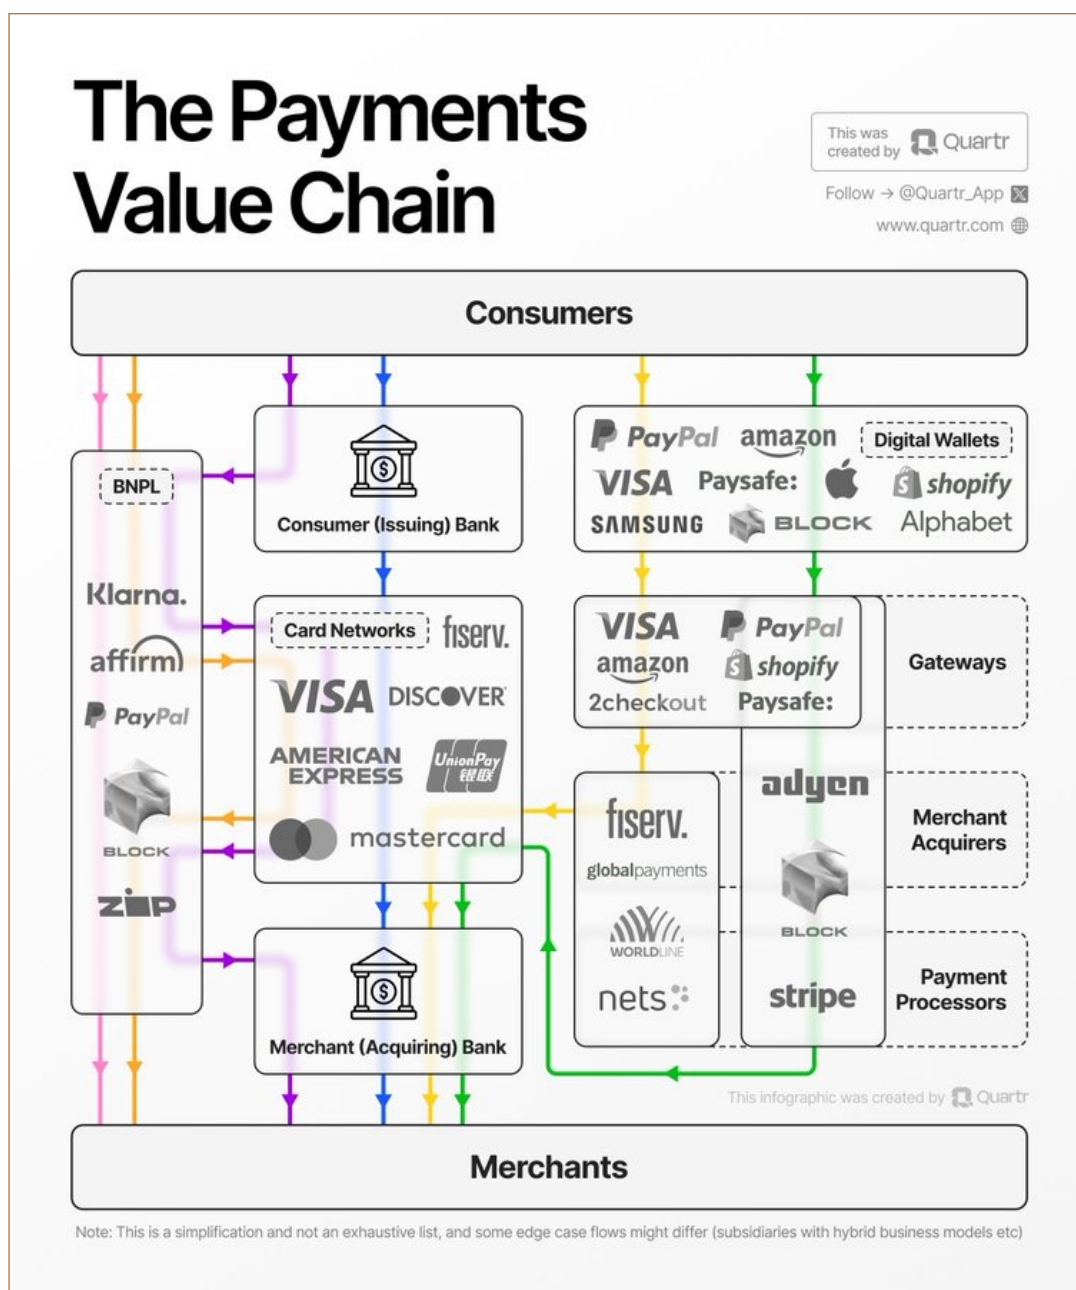 The Payments
Value Chain
This was
created by
Quartr
Follow → @Quartr_App
www.quartr.com
Consumers
BNPL
Klarna.
affirm
PayPal
BLOCK
ZIP
$
Consumer (Issuing) Bank
Card Networks
fiserv.
VISA
DISCOVER
AMERICAN
EXPRESS
UnionPay
银联
mastercard
$
Merchant (Acquiring) Bank
PayPal
amazon
Digital Wallets
VISA
Paysafe:
shopify
SAMSUNG
BLOCK
Alphabet
VISA
PayPal
amazon
shopify
2checkout
Paysafe:
Gateways
fiserv.
globalpayments
WORLDLINE
nets
adyen
BLOCK
stripe
Merchant
Acquirers
Payment
Processors
This infographic was created by Quartr
Merchants
Note: This is a simplification and not an exhaustive list, and some edge case flows might differ (subsidiaries with hybrid business models etc)